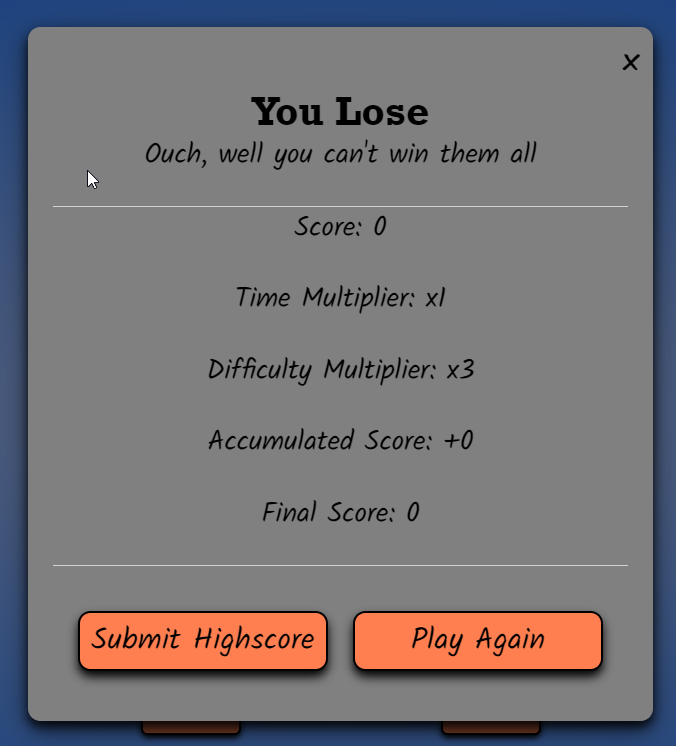 x
You Lose
Ouch, well you can't win them all
Score: 0
Time Multiplier: x1
Difficulty Multiplier: x3
Accumulated Score: +0
Final Score: 0
Submit Highscore
Play Again